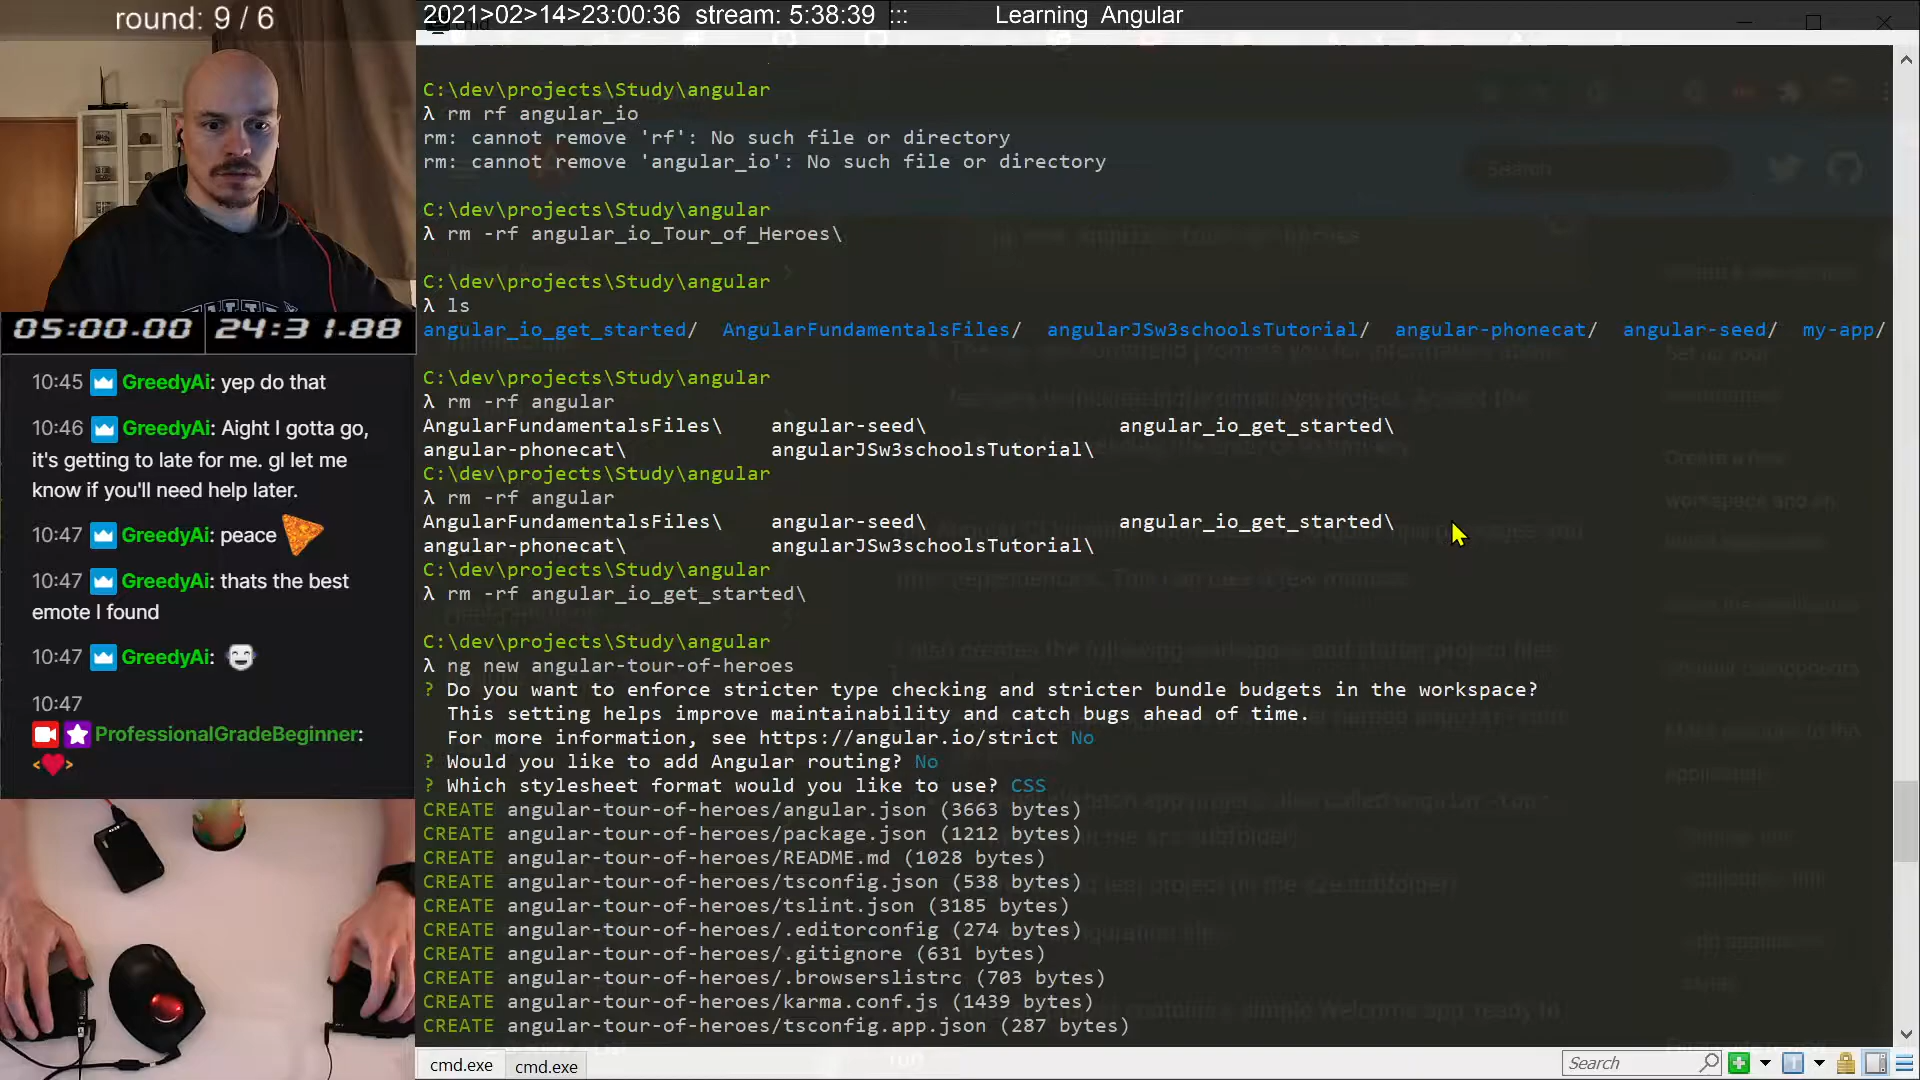 round: 9 / 6
2021>02>14>23:00:36 stream: 5:38:39 ::: Learning Angular
05:00.00 24:31.88
10:45 GreedyAi: yep do that
10:46 GreedyAi: Aight I gotta go,
it's getting to late for me. gl let me
know if you'll need help later.
10:47 GreedyAi: peace
10:47 GreedyAi: thats the best
emote I found
10:47 GreedyAi:
10:47
ProfessionalGradeBeginner:
C:\dev\projects\Study\angular
λ rm rf angular_io
rm: cannot remove 'rf': No such file or directory
rm: cannot remove 'angular_io': No such file or directory
C:\dev\projects\Study\angular
λ rm -rf angular_io_Tour_of_Heroes\
C:\dev\projects\Study\angular
λ ls
angular_io_get_started/ AngularFundamentalsFiles/ angularJSw3schoolsTutorial/ angular-phonecat/ angular-seed/ my-app/
C:\dev\projects\Study\angular
λ rm -rf angular
AngularFundamentalsFiles\ angular-seed\ angular_io_get_started\
angular-phonecat\ angularJSw3schoolsTutorial\
C:\dev\projects\Study\angular
λ rm -rf angular
AngularFundamentalsFiles\ angular-seed\ angular_io_get_started\
angular-phonecat\ angularJSw3schoolsTutorial\
C:\dev\projects\Study\angular
λ rm -rf angular_io_get_started\
C:\dev\projects\Study\angular
λ ng new angular-tour-of-heroes
? Do you want to enforce stricter type checking and stricter bundle budgets in the workspace?
This setting helps improve maintainability and catch bugs ahead of time.
For more information, see https://angular.io/strict No
? Would you like to add Angular routing? No
? Which stylesheet format would you like to use? CSS
CREATE angular-tour-of-heroes/angular.json (3663 bytes)
CREATE angular-tour-of-heroes/package.json (1212 bytes)
CREATE angular-tour-of-heroes/README.md (1028 bytes)
CREATE angular-tour-of-heroes/tsconfig.json (538 bytes)
CREATE angular-tour-of-heroes/tslint.json (3185 bytes)
CREATE angular-tour-of-heroes/.editorconfig (274 bytes)
CREATE angular-tour-of-heroes/.gitignore (631 bytes)
CREATE angular-tour-of-heroes/.browserslistrc (703 bytes)
CREATE angular-tour-of-heroes/karma.conf.js (1439 bytes)
CREATE angular-tour-of-heroes/tsconfig.app.json (287 bytes)
cmd.exe cmd.exe
Search